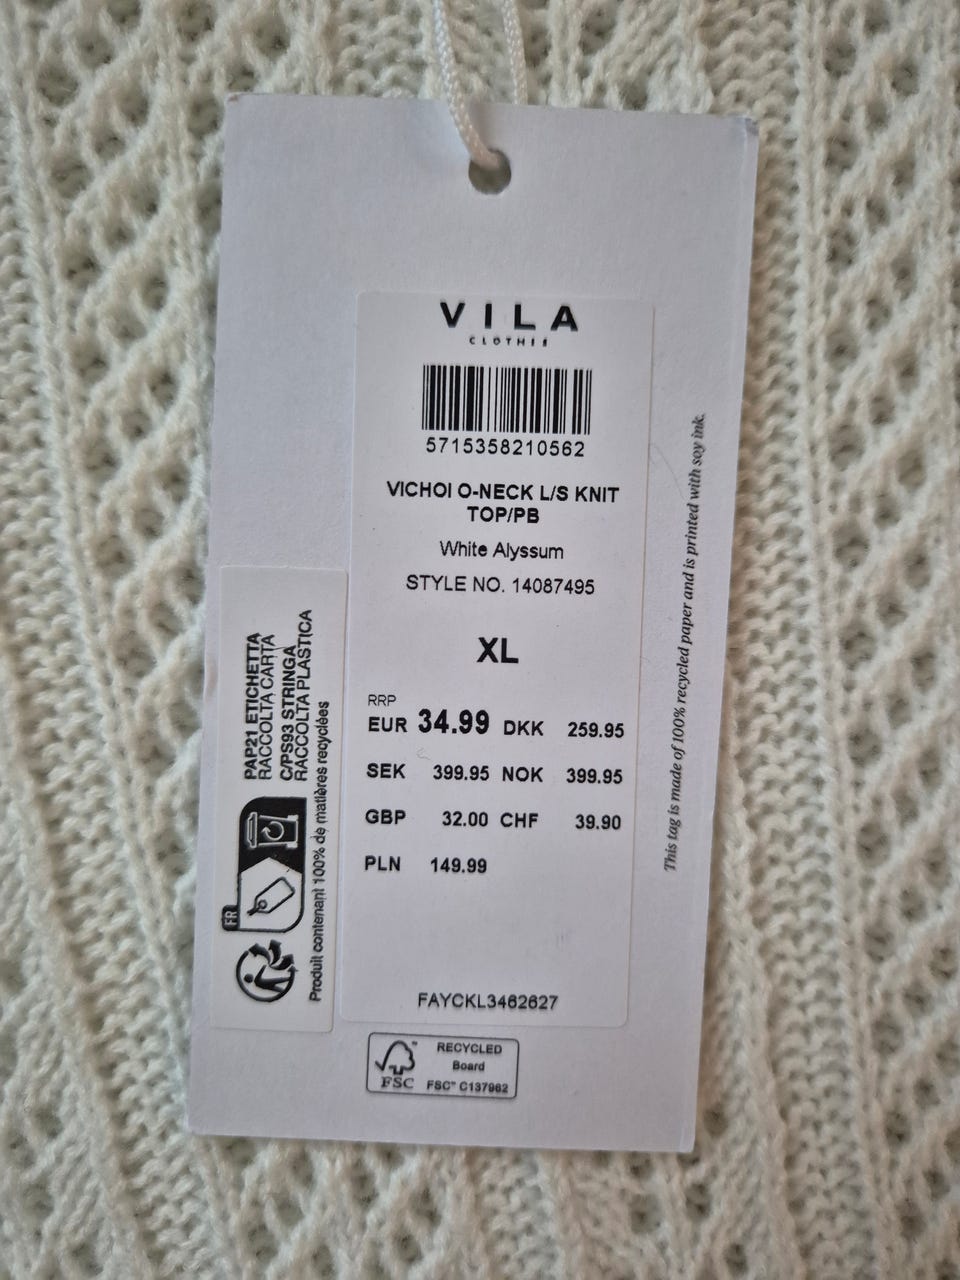 VILA
CLOTHES
5715358210562
VICHOI O-NECK L/S KNIT
TOP/PB
White Alyssum
STYLE NO. 14087495
XL
RRP
EUR 34.99 DKK 259.95
SEK 399.95 NOK 399.95
GBP 32.00 CHF 39.90
PLN 149.99
FAYCKL3462627
FSC
RECYCLED
Board
FSC™ C137982
PAP21 ETICHETTA
RACCOLTA CARTA
C/PS93 STRINGA
RACCOLTA PLASTICA
FR
Produit contenant 100% de matières recyclées
This tag is made of 100% recycled paper and is printed with soy ink.